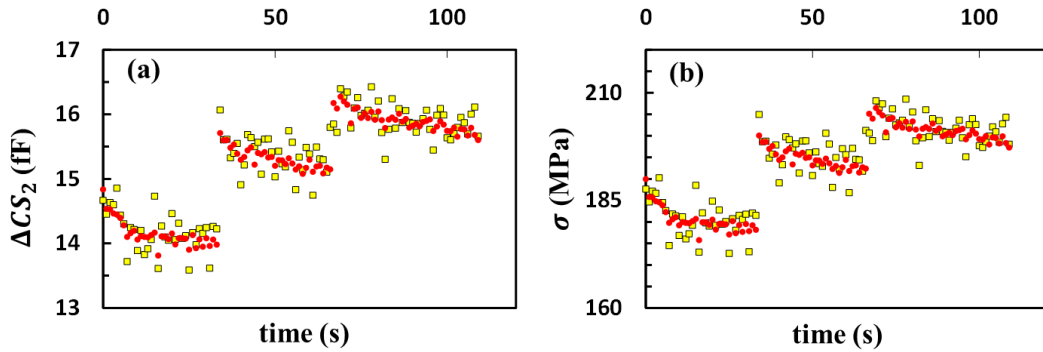 0 50 100
17
16
15
14
13
(a)
ΔCS₂ (fF)
time (s)
0 50 100
210
185
160
(b)
σ (MPa)
time (s)